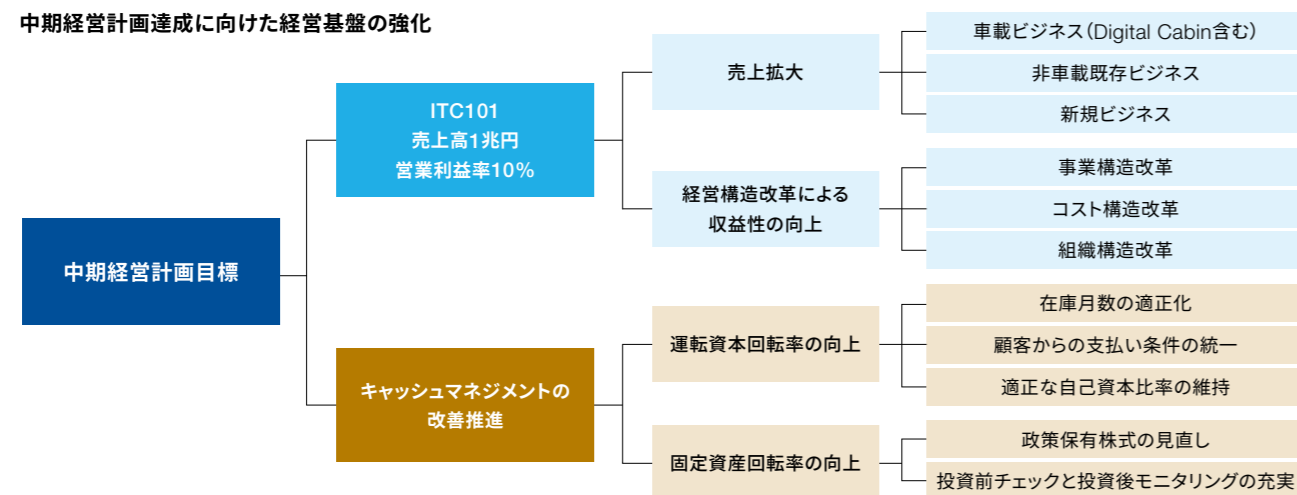 中期経営計画達成に向けた経営基盤の強化
中期経営計画目標
ITC101
売上高1兆円
営業利益率10%
売上拡大
車載ビジネス(Digital Cabin含む)
非車載既存ビジネス
新規ビジネス
経営構造改革による
収益性の向上
事業構造改革
コスト構造改革
組織構造改革
キャッシュマネジメントの
改善推進
運転資本回転率の向上
在庫月数の適正化
顧客からの支払い条件の統一
適正な自己資本比率の維持
固定資産回転率の向上
政策保有株式の見直し
投資前チェックと投資後モニタリングの充実